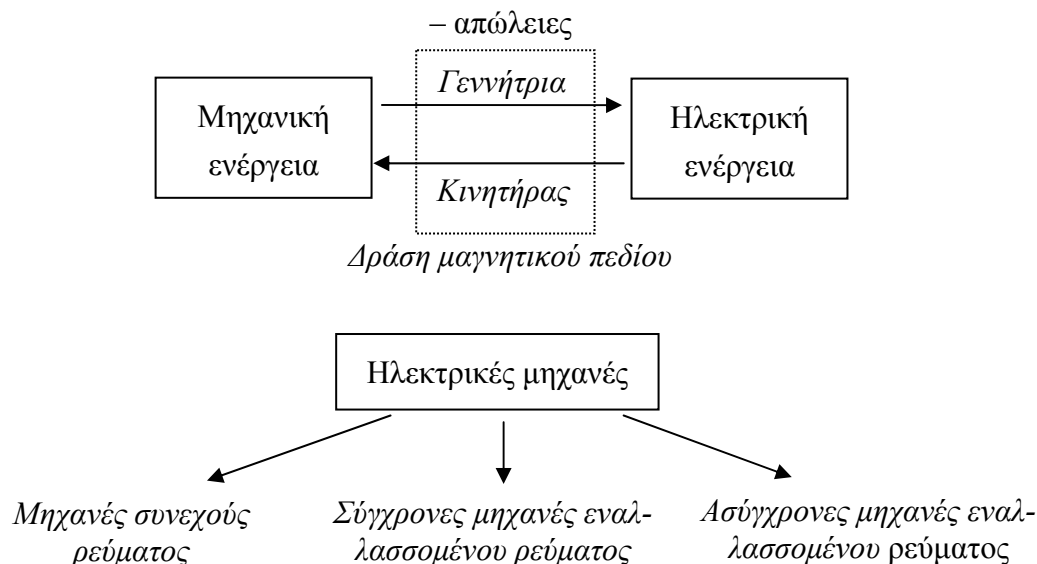 – απώλειες
Γεννήτρια
Μηχανική
ενέργεια
Ηλεκτρική
ενέργεια
Κινητήρας
Δράση μαγνητικού πεδίου
Ηλεκτρικές μηχανές
Μηχανές συνεχούς
ρεύματος
Σύγχρονες μηχανές εναλ-
λασσομένου ρεύματος
Ασύγχρονες μηχανές εναλ-
λασσομένου ρεύματος